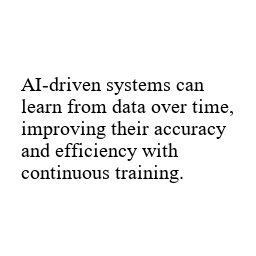 AI-driven systems can
learn from data over time,
improving their accuracy
and efficiency with
continuous training.